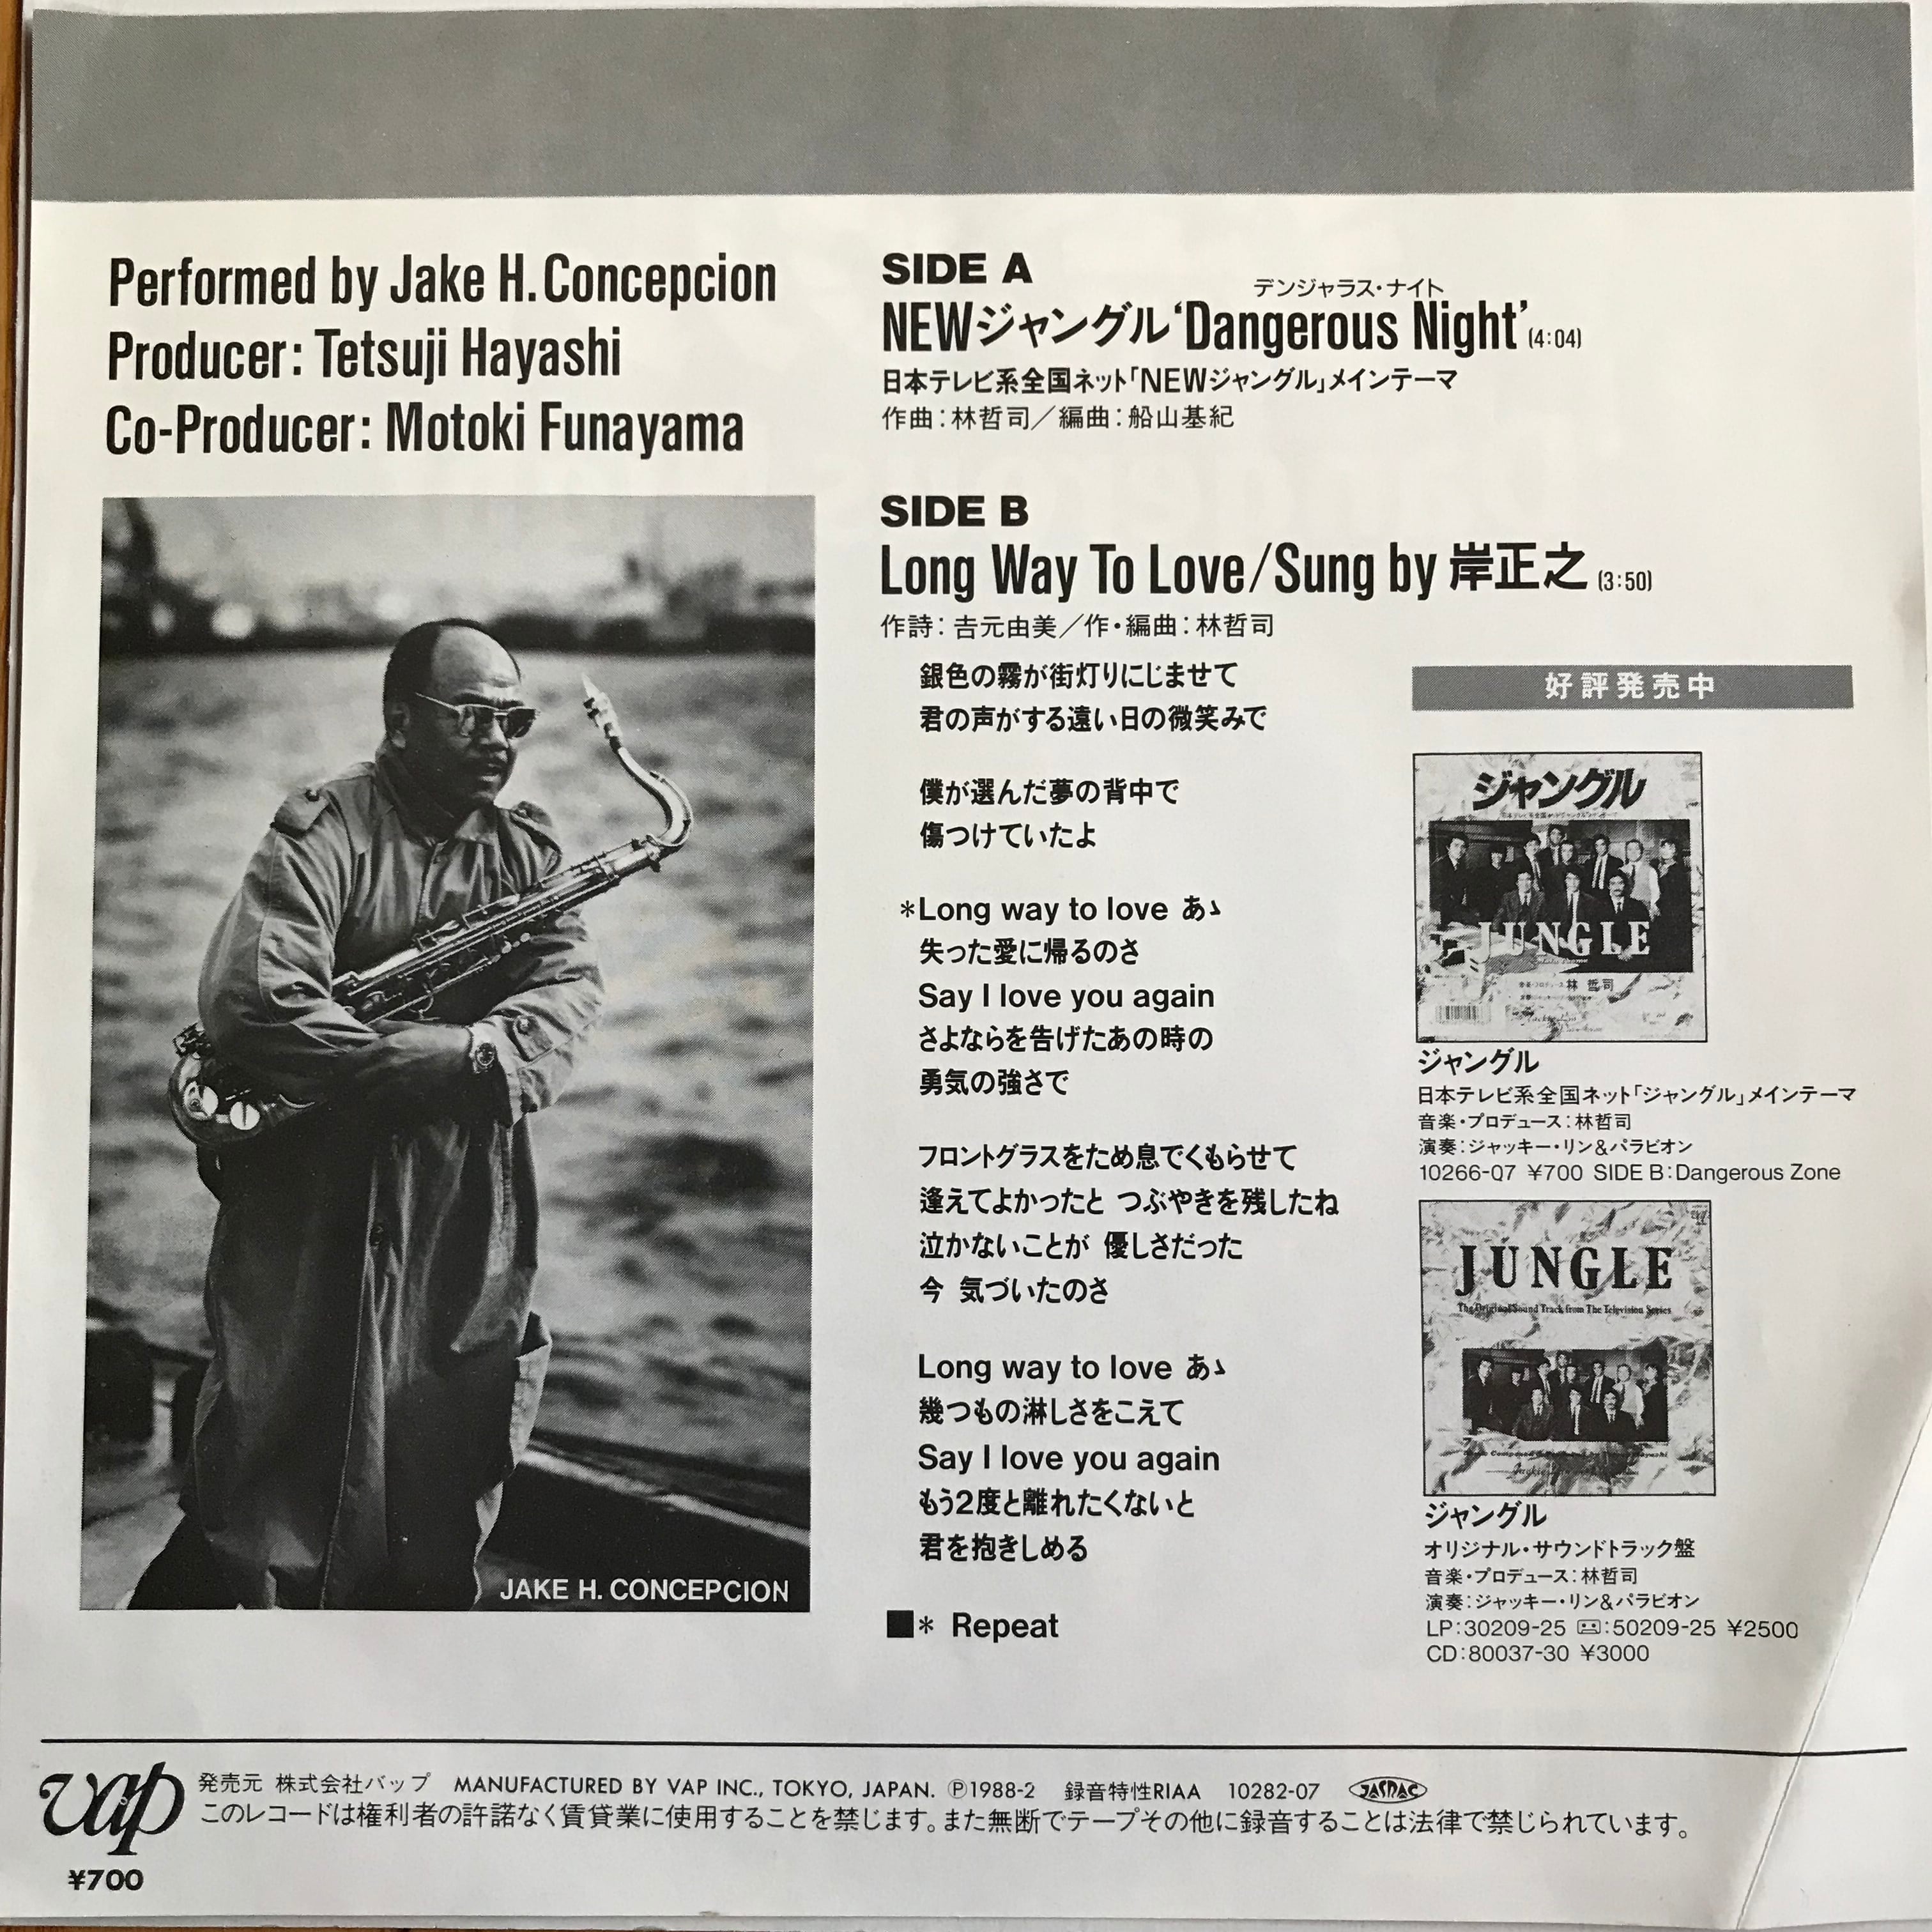 Performed by Jake H. Concepcion
Producer: Tetsuji Hayashi
Co-Producer: Motoki Funayama
JAKE H. CONCEPCION
SIDE A
デンジャラス・ナイト
NEWジャングル‘Dangerous Night’(4:04)
日本テレビ系全国ネット「NEWジャングル」メインテーマ
作曲：林哲司／編曲：船山基紀
SIDE B
Long Way To Love/Sung by 岸正之 (3:50)
作詩：吉元由美／作・編曲：林哲司
銀色の霧が街灯りにじませて
君の声がする遠い日の微笑みで
僕が選んだ夢の背中で
傷つけていたよ
＊Long way to love あゝ
失った愛に帰るのさ
Say I love you again
さよならを告げたあの時の
勇気の強さで
フロントグラスをため息でくもらせて
逢えてよかったと つぶやきを残したね
泣かないことが 優しさだった
今 気づいたのさ
Long way to love あゝ
幾つもの淋しさをこえて
Say I love you again
もう2度と離れたくないと
君を抱きしめる
■＊ Repeat
好評発売中
ジャングル
JUNGLE
音楽・プロデュース 林 哲司
ジャングル
日本テレビ系全国ネット「ジャングル」メインテーマ
音楽・プロデュース：林哲司
演奏：ジャッキー・リン&パラビオン
10266-07 ¥700 SIDE B：Dangerous Zone
JUNGLE
The Original Sound Track from The Television Series
ジャングル
オリジナル・サウンドトラック盤
音楽・プロデュース：林哲司
演奏：ジャッキー・リン&パラビオン
LP：30209-25 ：50209-25 ¥2500
CD：80037-30 ¥3000
vap
発売元 株式会社バップ MANUFACTURED BY VAP INC., TOKYO, JAPAN. Ⓟ1988-2 録音特性RIAA 10282-07 JASRAC
このレコードは権利者の許諾なく賃貸業に使用することを禁じます。また無断でテープその他に録音することは法律で禁じられています。
¥700